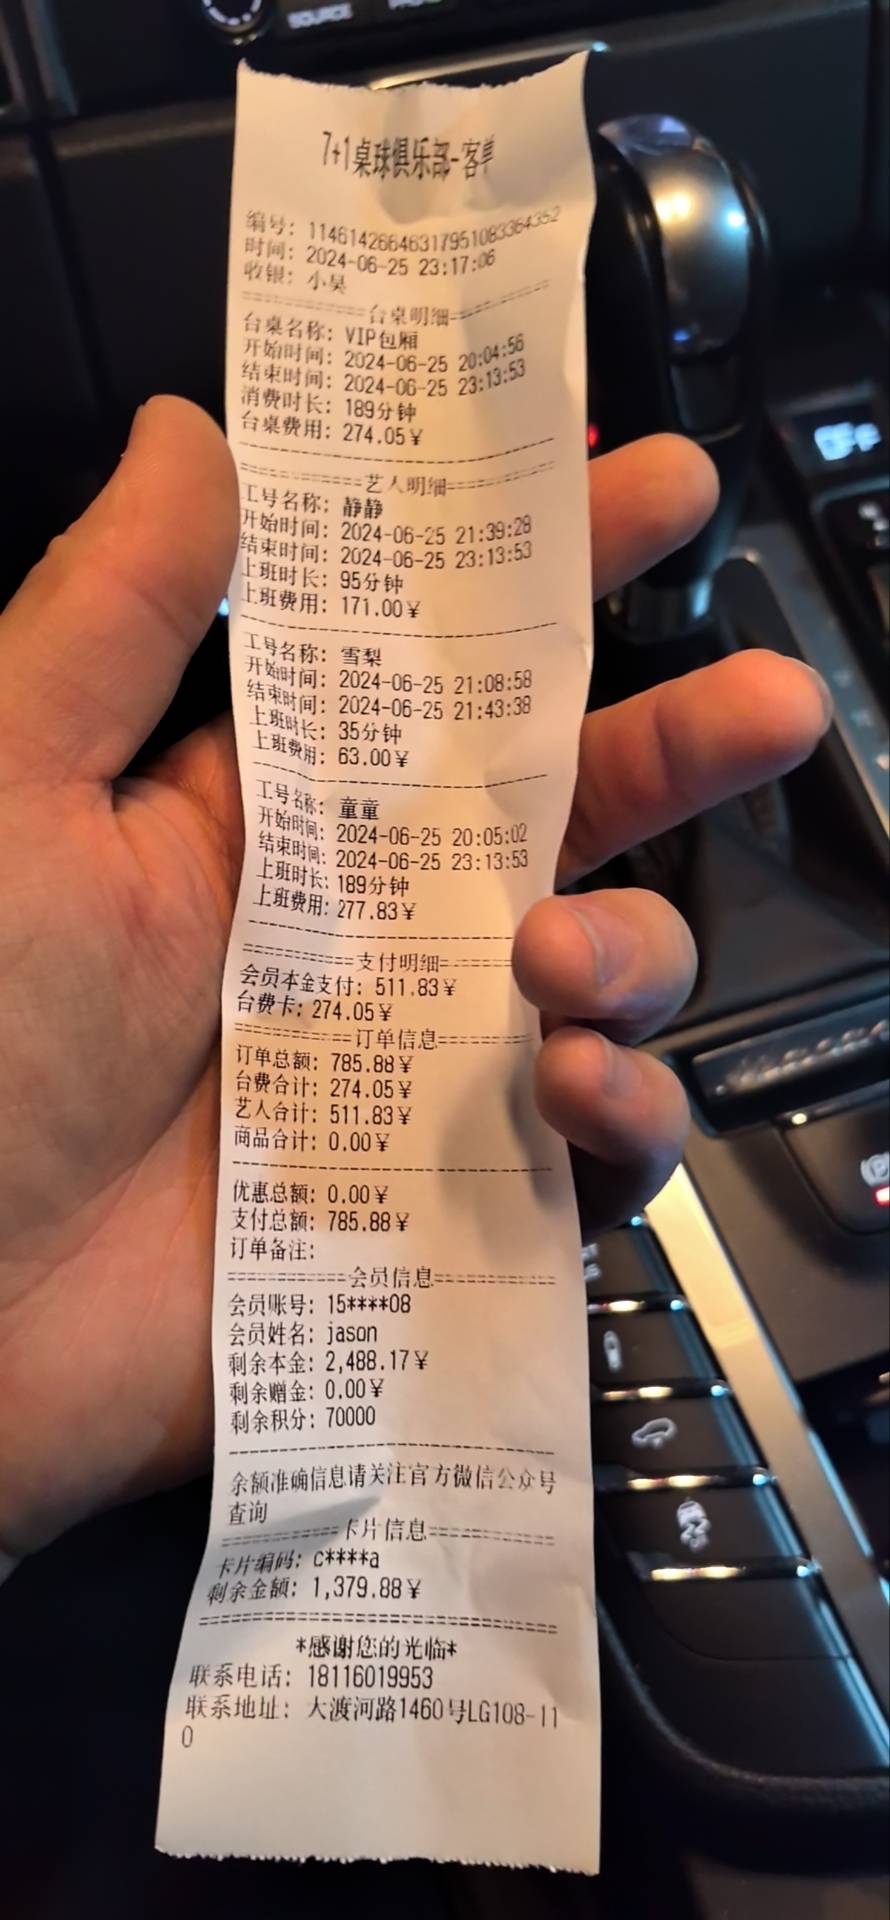 SOURCE
7+1桌球俱乐部-客单
编号: 11461426646317951083364352
时间: 2024-06-25 23:17:06
收银: 小昊
===========台桌明细===========
台桌名称: VIP包厢
开始时间: 2024-06-25 20:04:56
结束时间: 2024-06-25 23:13:53
消费时长: 189分钟
台桌费用: 274.05¥
===========艺人明细===========
工号名称: 静静
开始时间: 2024-06-25 21:39:28
结束时间: 2024-06-25 23:13:53
上班时长: 95分钟
上班费用: 171.00¥
工号名称: 雪梨
开始时间: 2024-06-25 21:08:58
结束时间: 2024-06-25 21:43:38
上班时长: 35分钟
上班费用: 63.00¥
工号名称: 童童
开始时间: 2024-06-25 20:05:02
结束时间: 2024-06-25 23:13:53
上班时长: 189分钟
上班费用: 277.83¥
===========支付明细===========
会员本金支付: 511.83¥
台费卡: 274.05¥
===========订单信息===========
订单总额: 785.88¥
台费合计: 274.05¥
艺人合计: 511.83¥
商品合计: 0.00¥
优惠总额: 0.00¥
支付总额: 785.88¥
订单备注:
===========会员信息===========
会员账号: 15****08
会员姓名: jason
剩余本金: 2,488.17¥
剩余赠金: 0.00¥
剩余积分: 70000
余额准确信息请关注官方微信公众号
查询
===========卡片信息===========
卡片编码: c****a
剩余金额: 1,379.88¥
*感谢您的光临*
联系电话: 18116019953
联系地址: 大渡河路1460号LG108-11
0
OFF